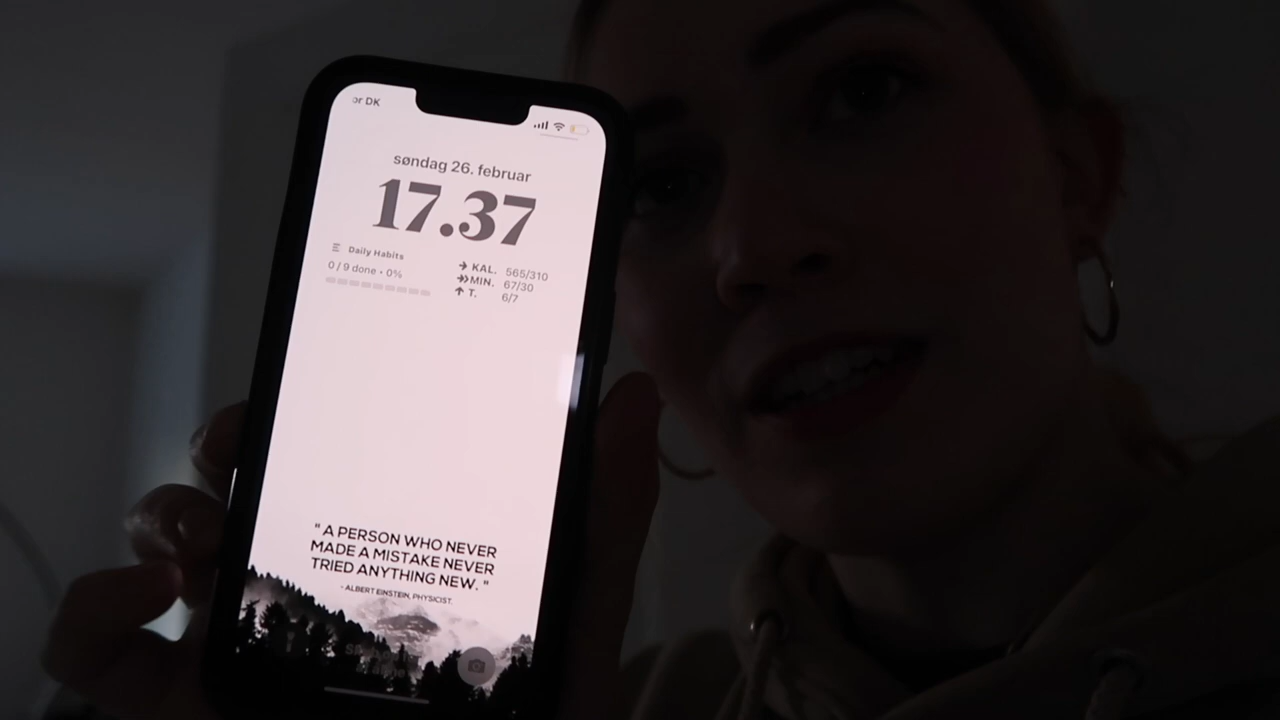 or DK
søndag 26. februar
17.37
Daily Habits
0 / 9 done • 0%
KAL. 565/310
MIN. 67/30
T. 6/7
" A PERSON WHO NEVER
MADE A MISTAKE NEVER
TRIED ANYTHING NEW. "
- ALBERT EINSTEIN, PHYSICIST.